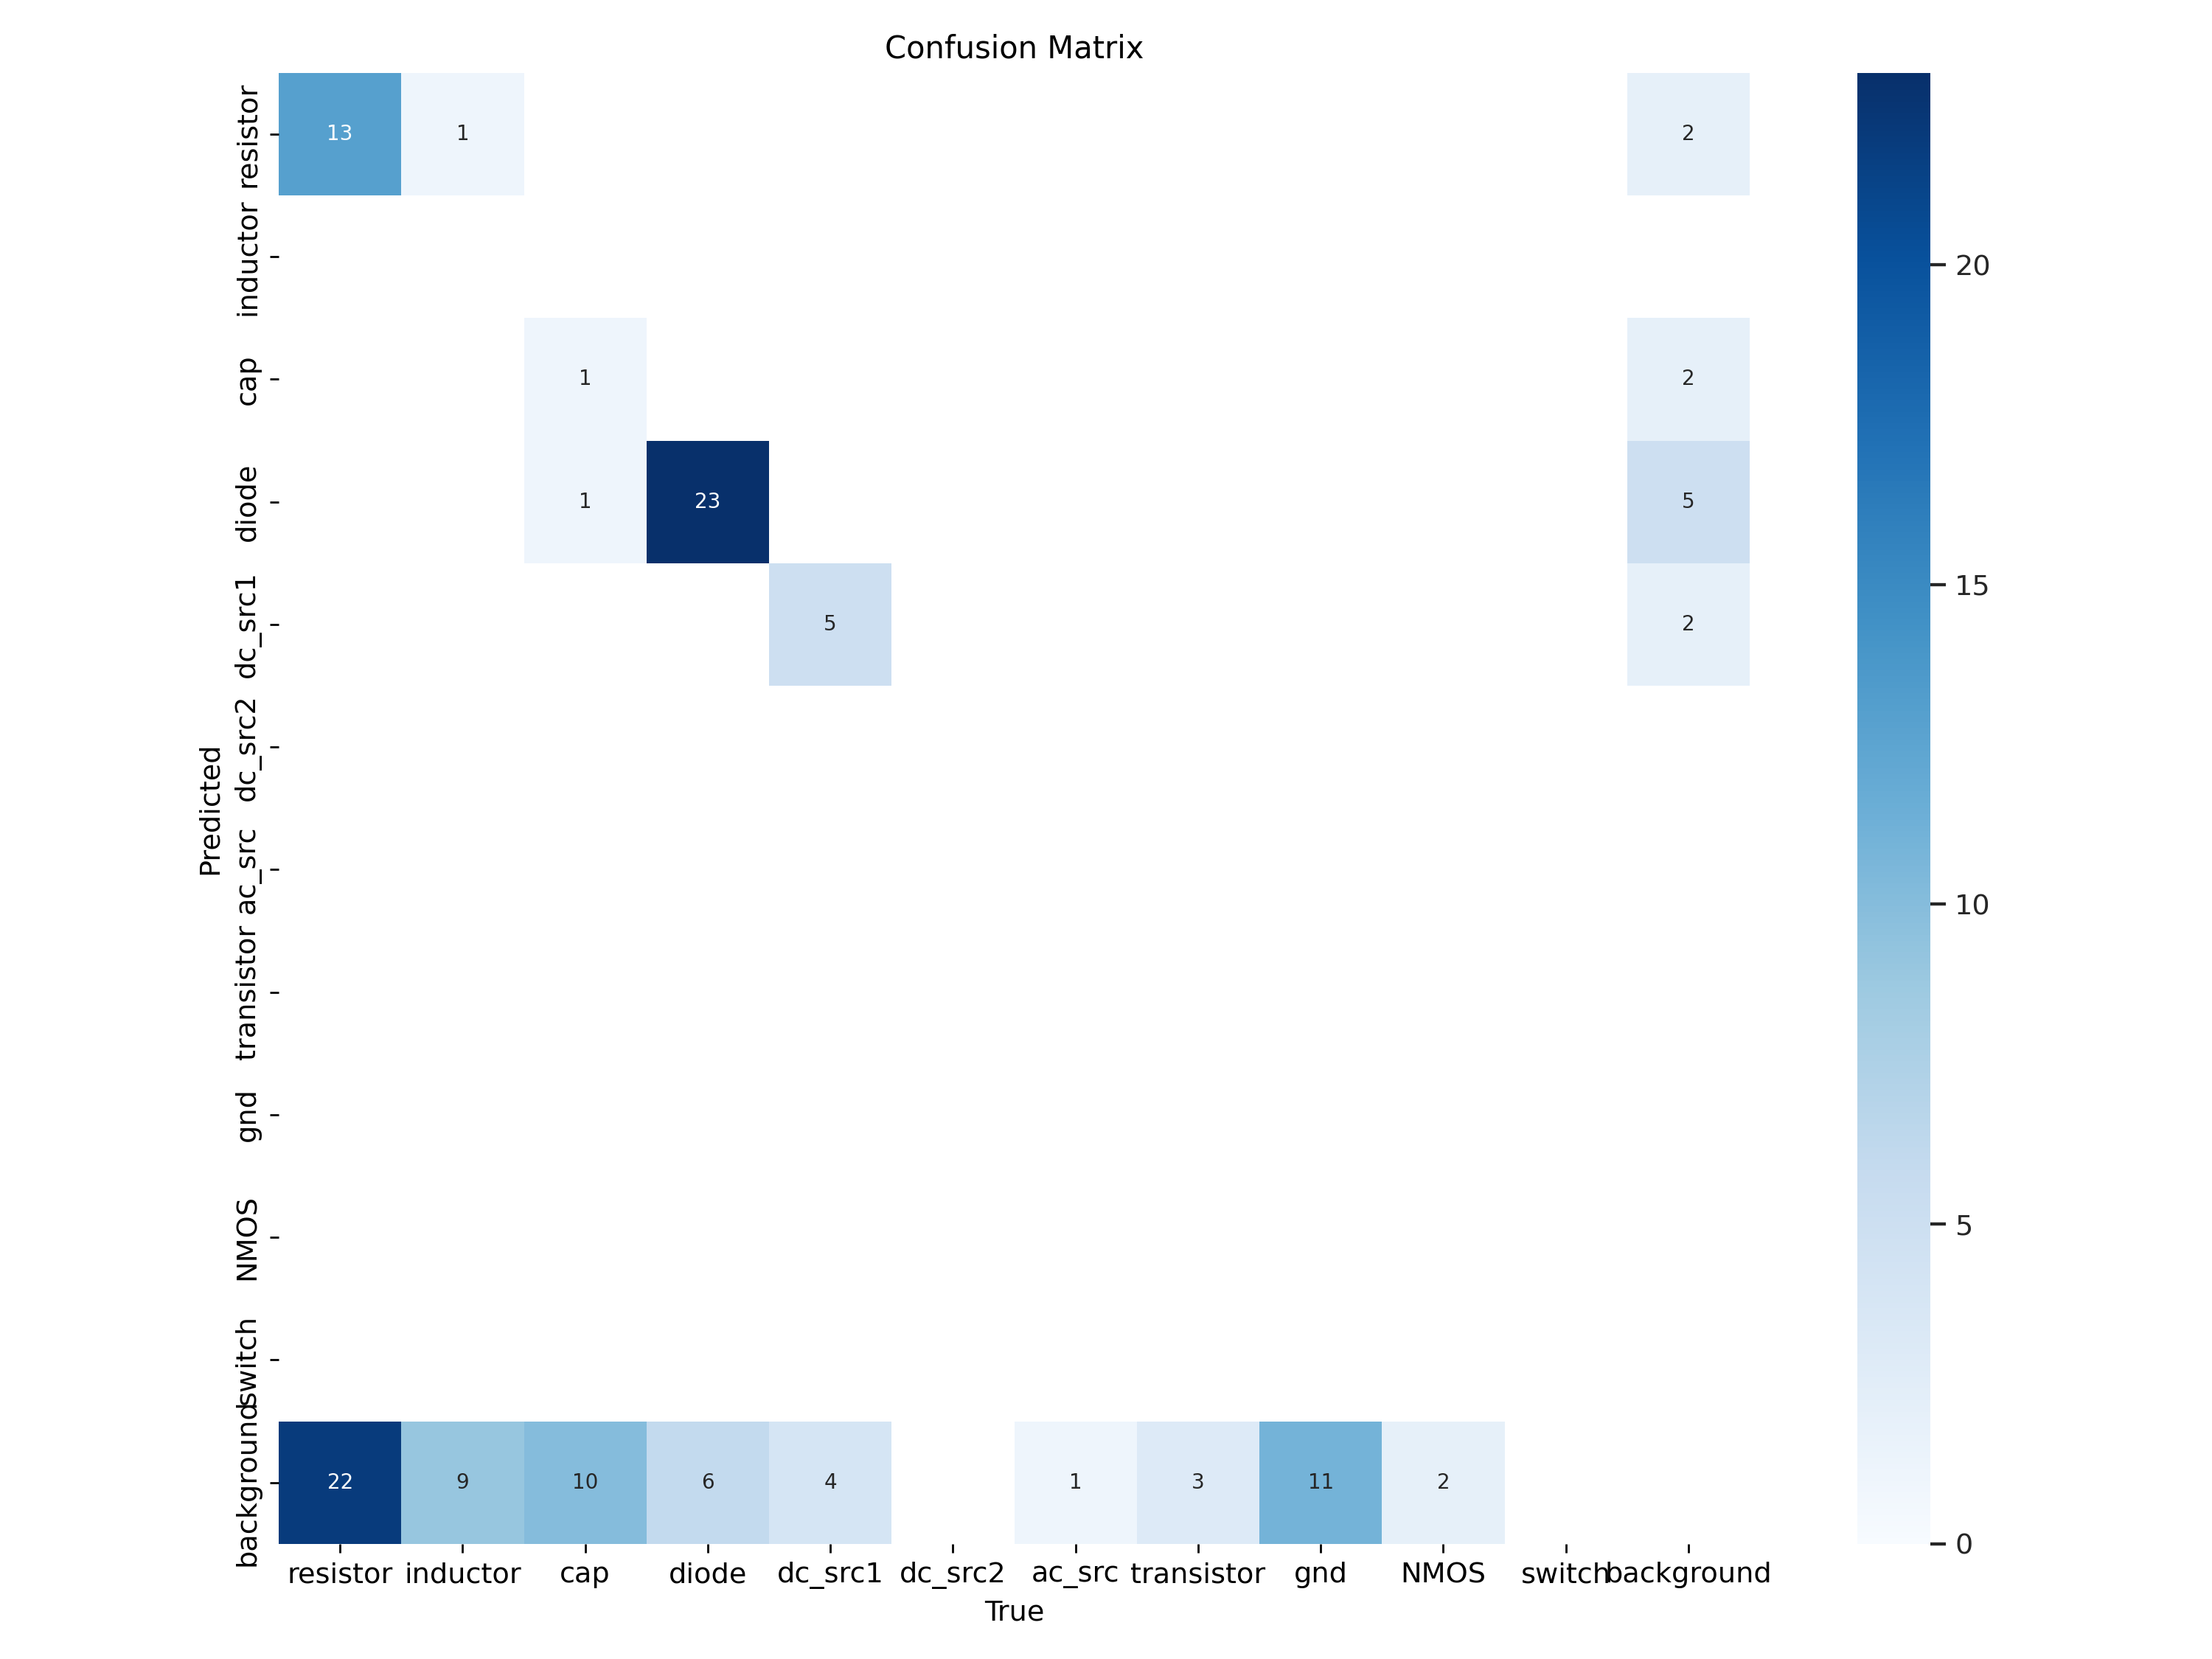 Confusion Matrix
resistor
13
1
2
inductor
cap
1
2
diode
1
23
5
dc_src1
5
2
dc_src2
ac_src
transistor
gnd
NMOS
switch
background
22
9
10
6
4
1
3
11
2
Predicted
resistor inductor cap diode dc_src1 dc_src2 ac_src transistor gnd NMOS switch background
True
20
15
10
5
0